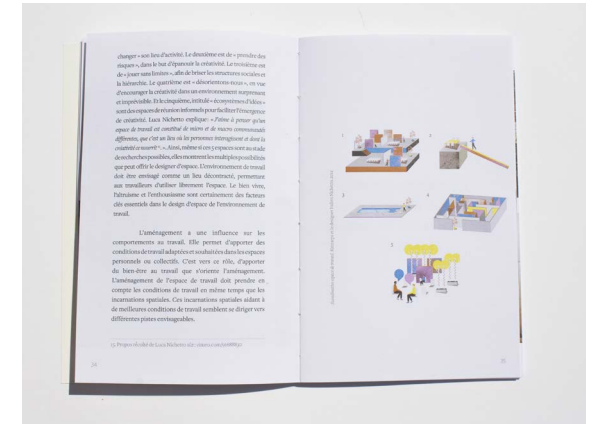 changer » son lieu d'activité. Le deuxième est de « prendre des
risques », dans le but d'épanouir la créativité. Le troisième est
de « jouer sans limites », afin de briser les structures sociales et
la hiérarchie. Le quatrième est « désorientons-nous », en vue
d'encourager la créativité dans un environnement surprenant
et imprévisible. Et le cinquième, intitulé « écosystèmes d'idées »
sont des espaces de réunion informels pour faciliter l'émergence
de créativité. Luca Nichetto explique: « J'aime à penser qu'un
espace de travail est constitué de micro et de macro communautés
différentes, que c'est un lieu où les personnes interagissent et dont la
créativité se nourrit ». Ainsi, même si ces 5 espaces sont au stade
de recherches possibles, elles montrent les multiples possibilités
que peut offrir le designer d'espace. L'environnement de travail
doit être envisagé comme un lieu décontracté, permettant
aux travailleurs d'utiliser librement l'espace. Le bien vivre,
l'altruisme et l'enthousiasme sont certainement des facteurs
clés essentiels dans le design d'espace de l'environnement de
travail.
L'aménagement a une influence sur les
comportements au travail. Elle permet d'apporter des
conditions de travail adaptées et souhaitées dans les espaces
personnels ou collectifs. C'est vers ce rôle, d'apporter
du bien-être au travail que s'oriente l'aménagement.
L'aménagement de l'espace de travail doit prendre en
compte les conditions de travail en même temps que les
incarnations spatiales. Ces incarnations spatiales aidant à
de meilleures conditions de travail semblent se diriger vers
différentes pistes envisageables.
13. Propos récoltés de Luca Nichetto
1
2
3
4
5